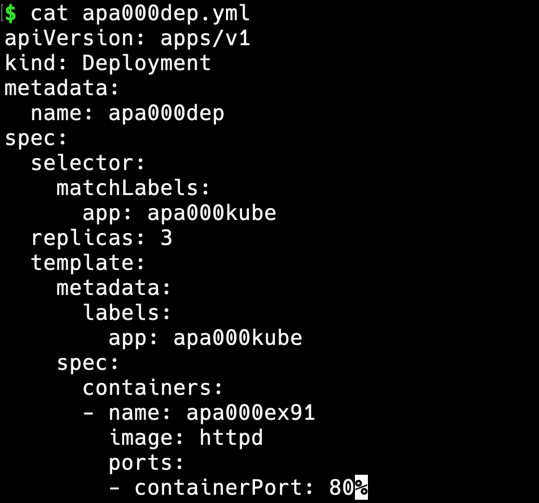 $ cat apa000dep.yml
apiVersion: apps/v1
kind: Deployment
metadata:
  name: apa000dep
spec:
  selector:
    matchLabels:
      app: apa000kube
  replicas: 3
  template:
    metadata:
      labels:
        app: apa000kube
    spec:
      containers:
      - name: apa000ex91
        image: httpd
        ports:
        - containerPort: 80%